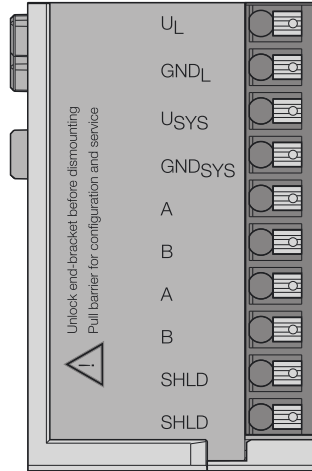 UL
GNDL
USYS
GNDSYS
A
B
A
B
SHLD
SHLD
Unlock end-bracket before dismounting
Pull barrier for configuration and service
!